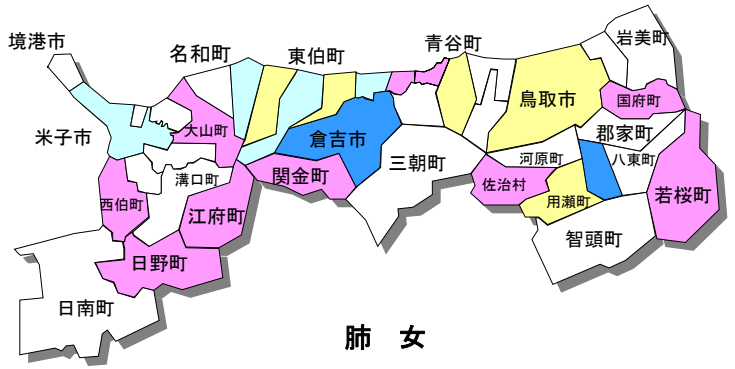 境港市
名和町
東伯町
青谷町
岩美町
米子市
大山町
倉吉市
鳥取市
国府町
郡家町
溝口町
関金町
三朝町
河原町
八東町
西伯町
江府町
佐治村
用瀬町
若桜町
日野町
智頭町
日南町
肺 女